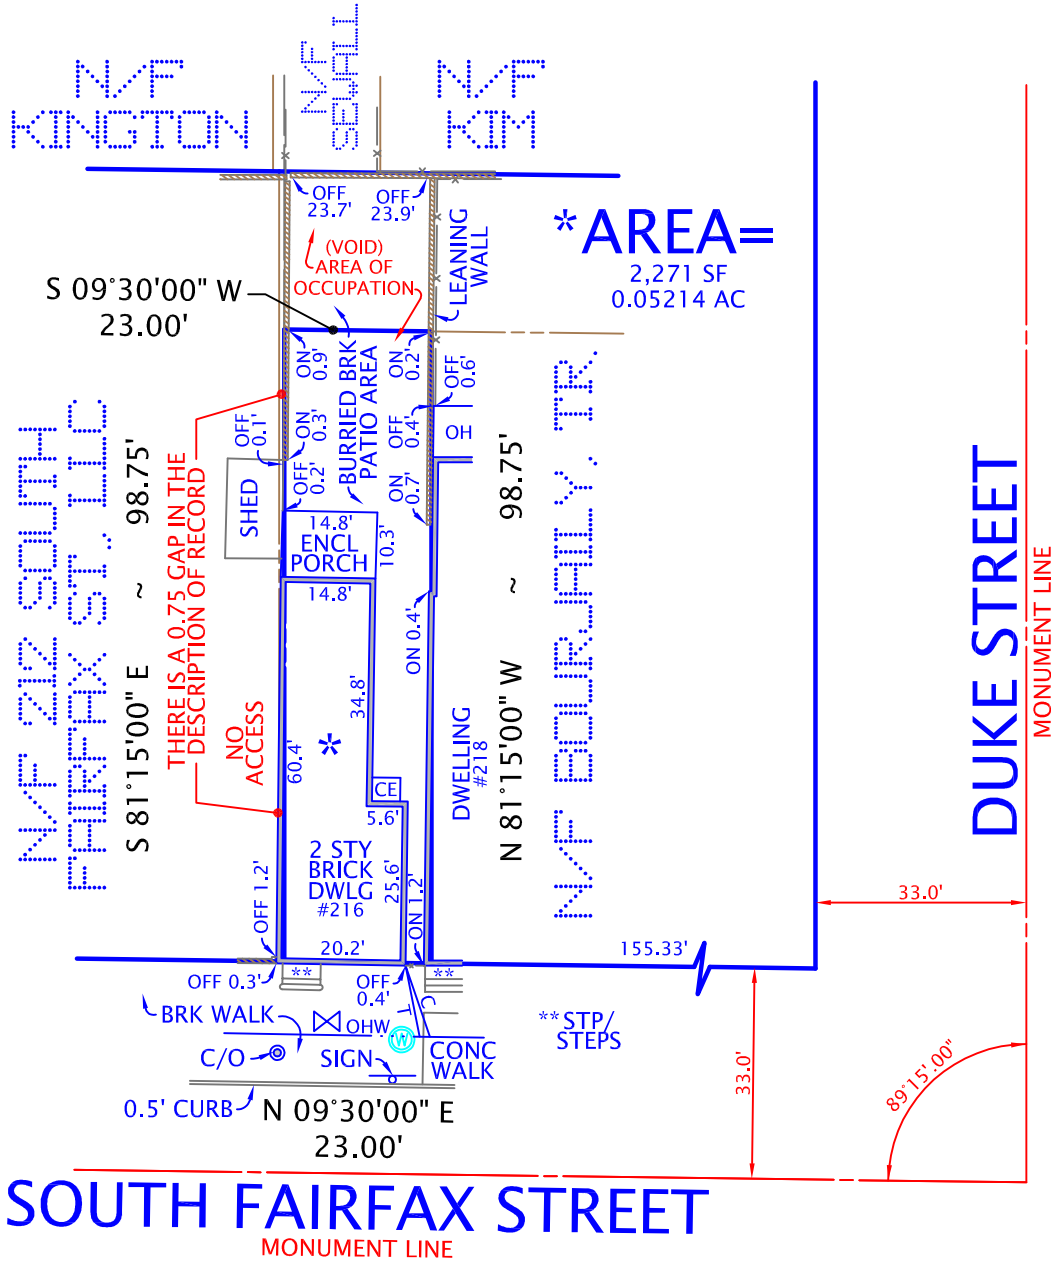 N/F
KINGTON
N/F
SEWALL
N/F
KIM
OFF
23.7'
OFF
23.9'
(VOID)
AREA OF
OCCUPATION
LEANING
WALL
*AREA=
2,271 SF
0.05214 AC
S 09°30'00" W
23.00'
ON
0.9'
ON
0.2'
OFF
0.6'
BURRIED BRK
PATIO AREA
OFF
0.1'
ON
0.3'
OFF
0.4'
OH
OFF
0.2'
ON
0.7'
SHED
14.8'
ENCL
PORCH
10.3'
14.8'
ON 0.4'
N/F 212 SOUTH
FAIRFAX ST., LLC
S 81°15'00" E ~ 98.75'
THERE IS A 0.75 GAP IN THE
DESCRIPTION OF RECORD
NO
ACCESS
60.4'
34.8'
*
CE
5.6'
2 STY
BRICK
DWLG
#216
25.6'
OFF 1.2'
ON 1.2'
20.2'
DWELLING
#218
N 81°15'00" W ~ 98.75'
N/F BOURJAILY, TR.
DUKE STREET
MONUMENT LINE
33.0'
155.33'
OFF 0.3'
**
OFF
0.4'
**
BRK WALK
OHW
C
T
W
**STP/
STEPS
C/O
SIGN
CONC
WALK
33.0'
89°15'.00"
0.5' CURB
N 09°30'00" E
23.00'
SOUTH FAIRFAX STREET
MONUMENT LINE